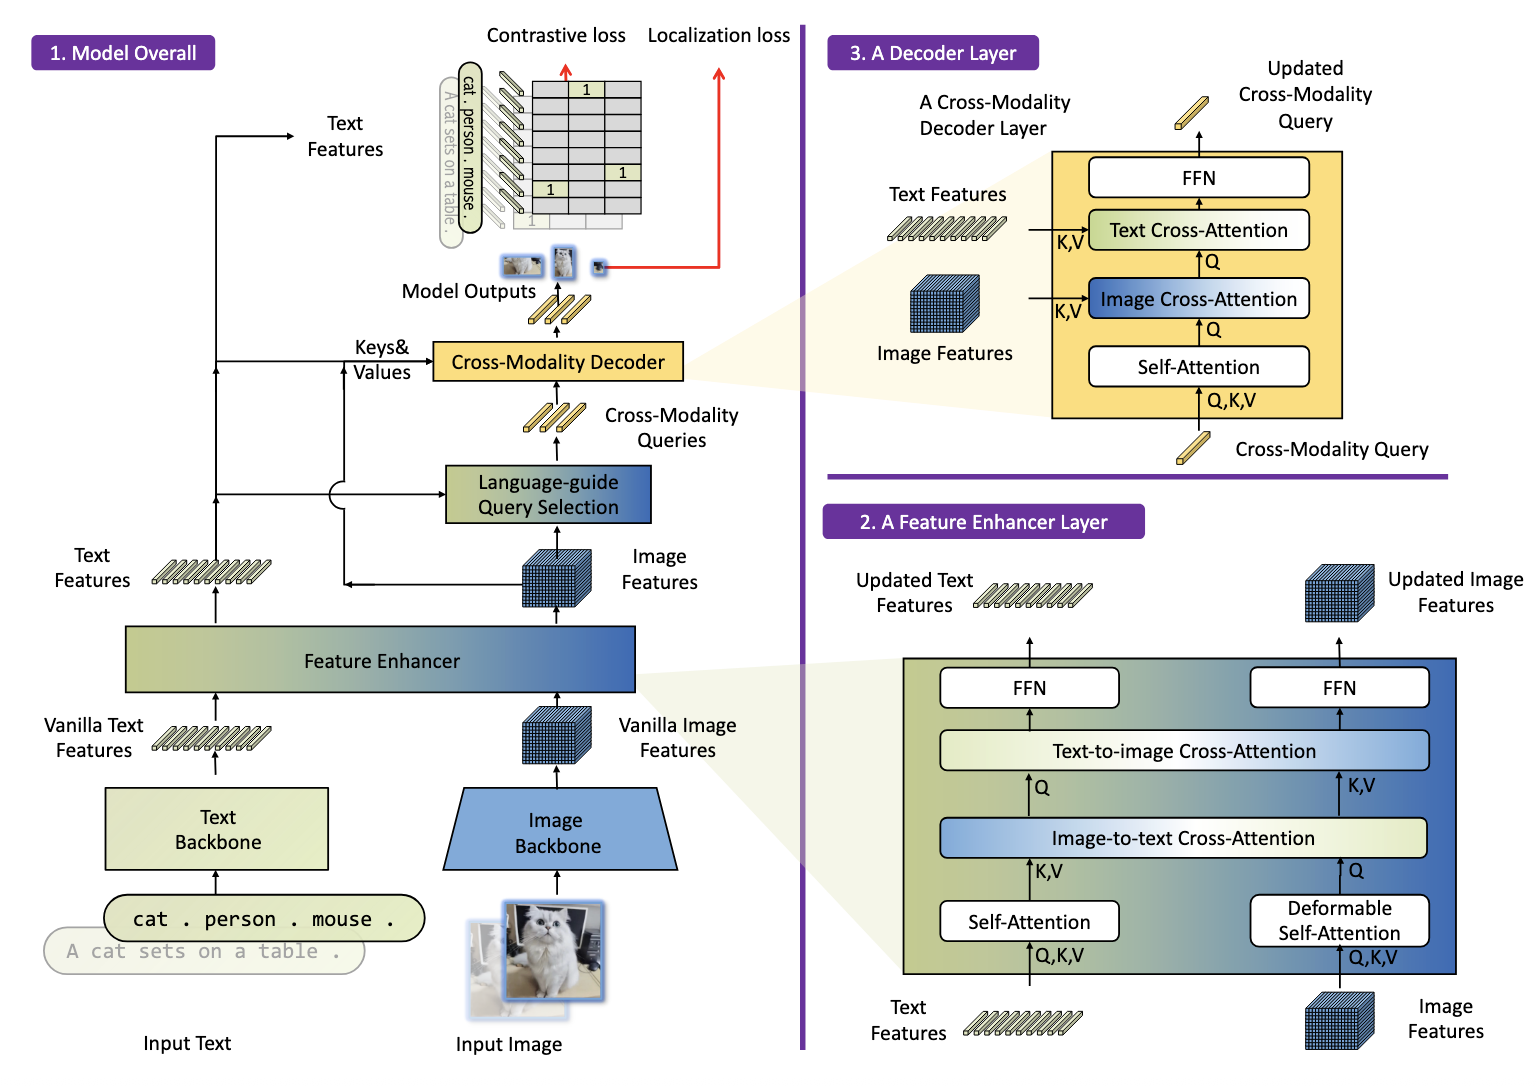 1. Model Overall
Contrastive loss
Localization loss
cat . person . mouse .
A cat sets on a table .
1
1
1
1
Text
Features
Model Outputs
Keys&
Values
Cross-Modality Decoder
Cross-Modality
Queries
Language-guide
Query Selection
Text
Features
Image
Features
Feature Enhancer
Vanilla Text
Features
Vanilla Image
Features
Text
Backbone
Image
Backbone
cat . person . mouse .
A cat sets on a table .
Input Text
Input Image
3. A Decoder Layer
A Cross-Modality
Decoder Layer
Updated
Cross-Modality
Query
FFN
Text Features
K,V
Text Cross-Attention
Q
Image Cross-Attention
K,V
Q
Image Features
Self-Attention
Q,K,V
Cross-Modality Query
2. A Feature Enhancer Layer
Updated Text
Features
Updated Image
Features
FFN
FFN
Text-to-image Cross-Attention
Q
K,V
Image-to-text Cross-Attention
K,V
Q
Self-Attention
Deformable
Self-Attention
Q,K,V
Q,K,V
Text
Features
Image
Features